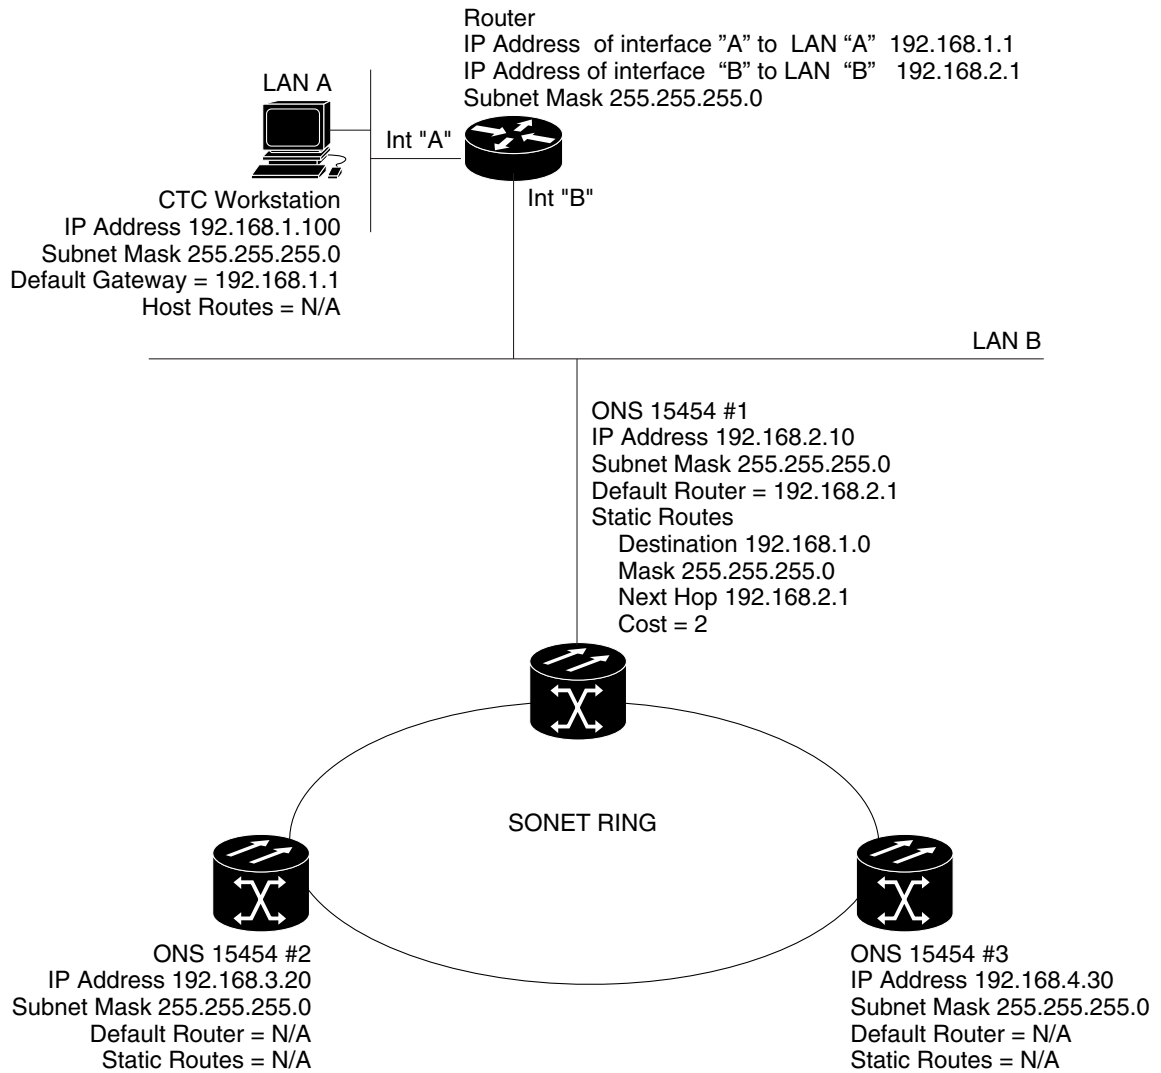 Router
IP Address  of interface ”A” to  LAN “A”  192.168.1.1
IP Address of interface  “B” to LAN  “B”   192.168.2.1
Subnet Mask 255.255.255.0
LAN A
Int "A"
Int "B"
CTC Workstation
IP Address 192.168.1.100
Subnet Mask 255.255.255.0
Default Gateway = 192.168.1.1
Host Routes = N/A
LAN B
ONS 15454 #1
IP Address 192.168.2.10
Subnet Mask 255.255.255.0
Default Router = 192.168.2.1
Static Routes
Destination 192.168.1.0
Mask 255.255.255.0
Next Hop 192.168.2.1
Cost = 2
SONET RING
ONS 15454 #2
IP Address 192.168.3.20
Subnet Mask 255.255.255.0
Default Router = N/A
Static Routes = N/A
ONS 15454 #3
IP Address 192.168.4.30
Subnet Mask 255.255.255.0
Default Router = N/A
Static Routes = N/A